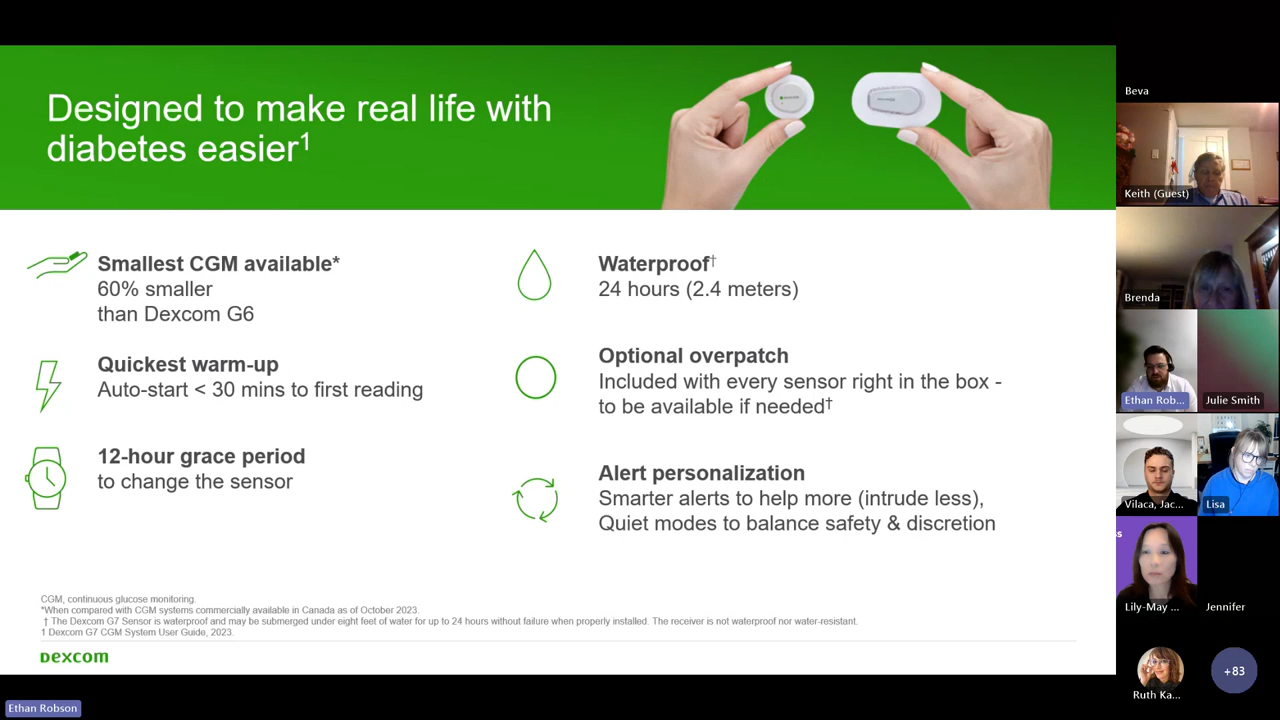 Designed to make real life with
diabetes easier1
Smallest CGM available*
60% smaller
than Dexcom G6
Quickest warm-up
Auto-start < 30 mins to first reading
12-hour grace period
to change the sensor
Waterproof†
24 hours (2.4 meters)
Optional overpatch
Included with every sensor right in the box -
to be available if needed†
Alert personalization
Smarter alerts to help more (intrude less),
Quiet modes to balance safety & discretion
CGM, continuous glucose monitoring.
*When compared with CGM systems commercially available in Canada as of October 2023.
† The Dexcom G7 Sensor is waterproof and may be submerged under eight feet of water for up to 24 hours without failure when properly installed. The receiver is not waterproof nor water-resistant.
1 Dexcom G7 CGM System User Guide, 2023.
Dexcom
Ethan Robson
Beva
Keith (Guest)
Brenda
Ethan Rob...
Julie Smith
Vilaca, Jac...
Lisa
Lily-May ...
Jennifer
Ruth Ka...
+83